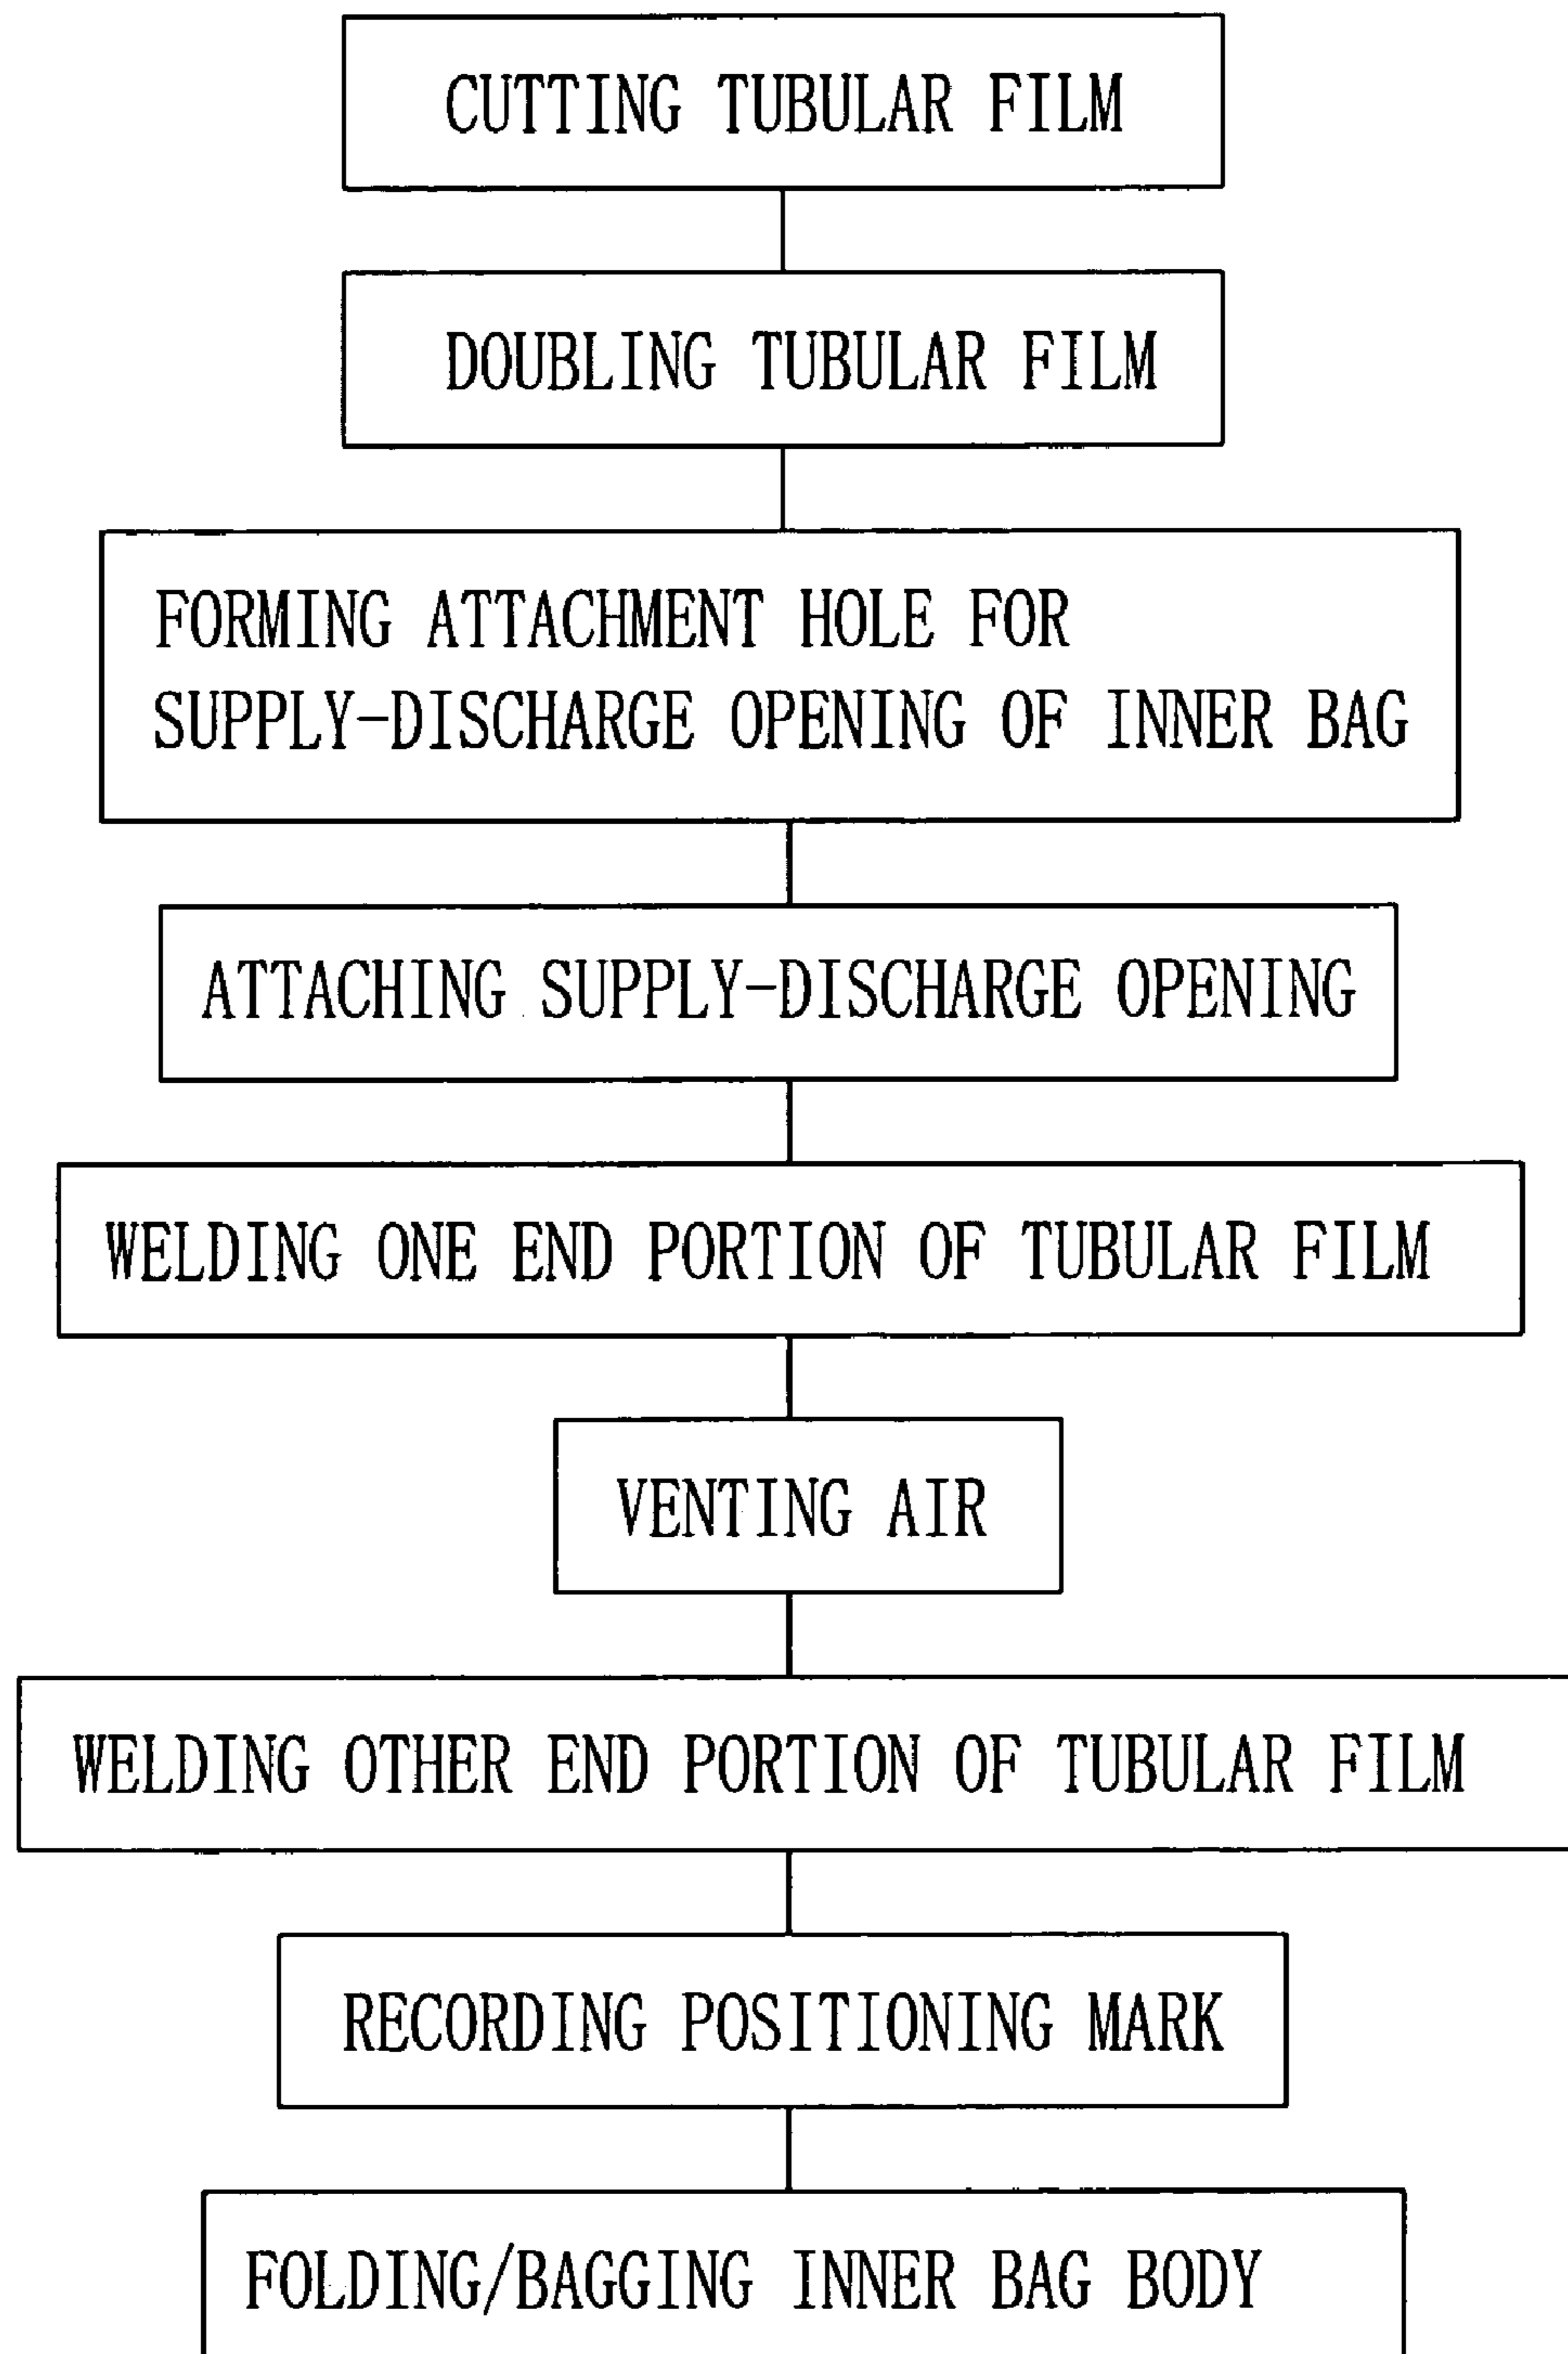 CUTTING TUBULAR FILM
DOUBLING TUBULAR FILM
FORMING ATTACHMENT HOLE FOR
SUPPLY-DISCHARGE OPENING OF INNER BAG
ATTACHING SUPPLY-DISCHARGE OPENING
WELDING ONE END PORTION OF TUBULAR FILM
VENTING AIR
WELDING OTHER END PORTION OF TUBULAR FILM
RECORDING POSITIONING MARK
FOLDING/BAGGING INNER BAG BODY